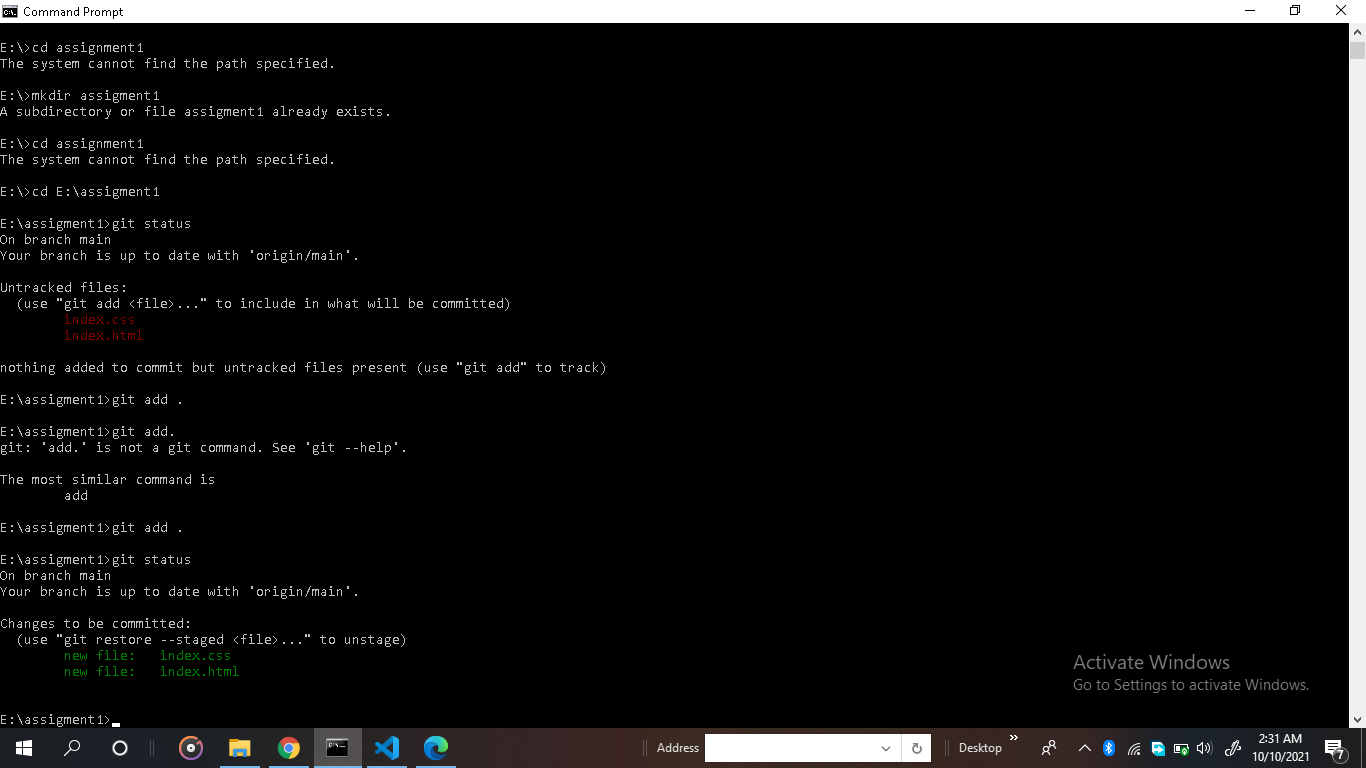 Command Prompt
E:\>cd assignment1
The system cannot find the path specified.
E:\>mkdir assigment1
A subdirectory or file assigment1 already exists.
E:\>cd assignment1
The system cannot find the path specified.
E:\>cd E:\assigment1
E:\assigment1>git status
On branch main
Your branch is up to date with 'origin/main'.
Untracked files:
  (use "git add <file>..." to include in what will be committed)
        index.css
        index.html
nothing added to commit but untracked files present (use "git add" to track)
E:\assigment1>git add .
E:\assigment1>git add.
git: 'add.' is not a git command. See 'git --help'.
The most similar command is
        add
E:\assigment1>git add .
E:\assigment1>git status
On branch main
Your branch is up to date with 'origin/main'.
Changes to be committed:
  (use "git restore --staged <file>..." to unstage)
        new file:   index.css
        new file:   index.html
E:\assigment1>
Activate Windows
Go to Settings to activate Windows.
Address
Desktop
2:31 AM
10/10/2021
7